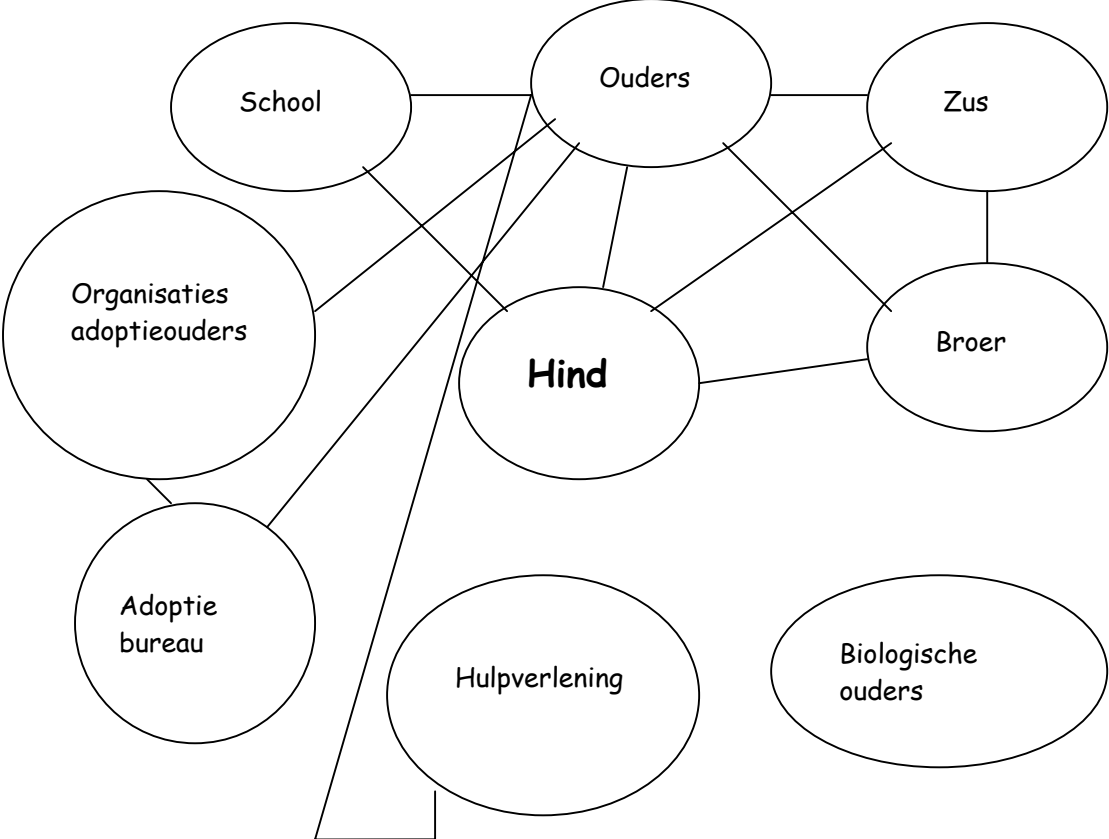 School
Ouders
Zus
Organisaties
adoptieouders
Hind
Broer
Adoptie
bureau
Hulpverlening
Biologische
ouders